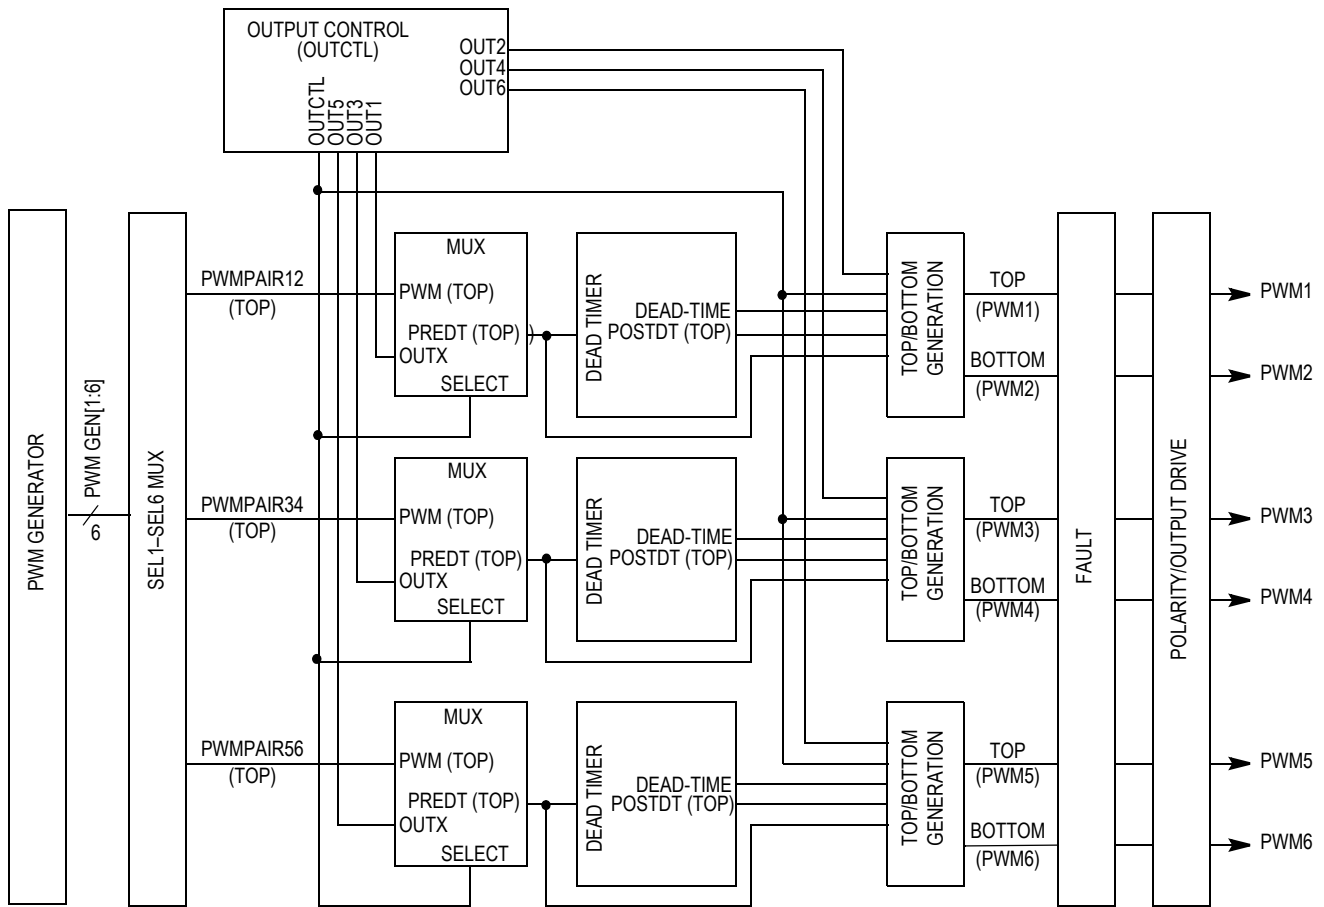 OUTPUT CONTROL
(OUTCTL)
OUT2
OUT4
OUT6
OUTCTL
OUT5
OUT3
OUT1
PWM GENERATOR
PWM GEN[1:6]
6
SEL1–SEL6 MUX
PWMPAIR12
(TOP)
MUX
PWM (TOP)
PREDT (TOP) )
OUTX
SELECT
DEAD TIMER
DEAD-TIME
POSTDT (TOP)
TOP/BOTTOM
GENERATION
TOP
(PWM1)
BOTTOM
(PWM2)
PWM1
PWM2
PWMPAIR34
(TOP)
MUX
PWM (TOP)
PREDT (TOP)
OUTX
SELECT
DEAD TIMER
DEAD-TIME
POSTDT (TOP)
TOP/BOTTOM
GENERATION
TOP
(PWM3)
BOTTOM
(PWM4)
FAULT
POLARITY/OUTPUT DRIVE
PWM3
PWM4
PWMPAIR56
(TOP)
MUX
PWM (TOP)
PREDT (TOP)
OUTX
SELECT
DEAD TIMER
DEAD-TIME
POSTDT (TOP)
TOP/BOTTOM
GENERATION
TOP
(PWM5)
BOTTOM
(PWM6)
PWM5
PWM6